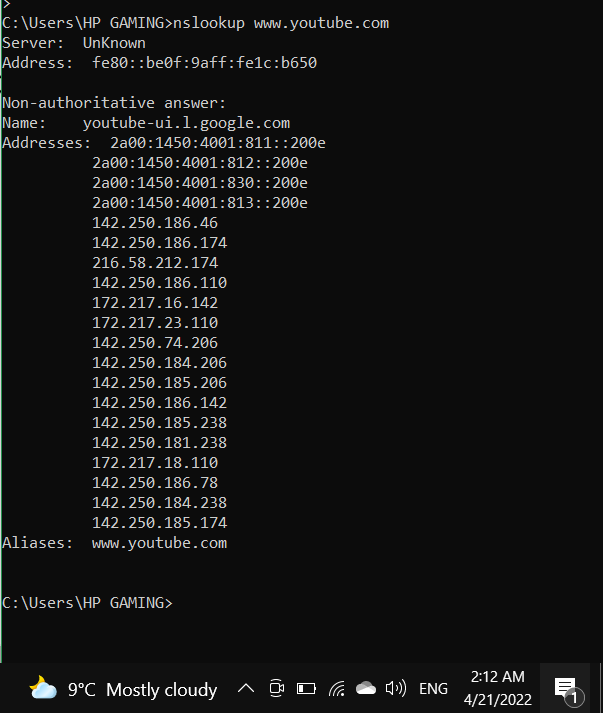 >
C:\Users\HP GAMING>nslookup www.youtube.com
Server:  UnKnown
Address:  fe80::be0f:9aff:fe1c:b650

Non-authoritative answer:
Name:    youtube-ui.l.google.com
Addresses:  2a00:1450:4001:811::200e
          2a00:1450:4001:812::200e
          2a00:1450:4001:830::200e
          2a00:1450:4001:813::200e
          142.250.186.46
          142.250.186.174
          216.58.212.174
          142.250.186.110
          172.217.16.142
          172.217.23.110
          142.250.74.206
          142.250.184.206
          142.250.185.206
          142.250.186.142
          142.250.185.238
          142.250.181.238
          172.217.18.110
          142.250.186.78
          142.250.184.238
          142.250.185.174
Aliases:  www.youtube.com

C:\Users\HP GAMING>
9°C  Mostly cloudy
ENG
2:12 AM
4/21/2022
1